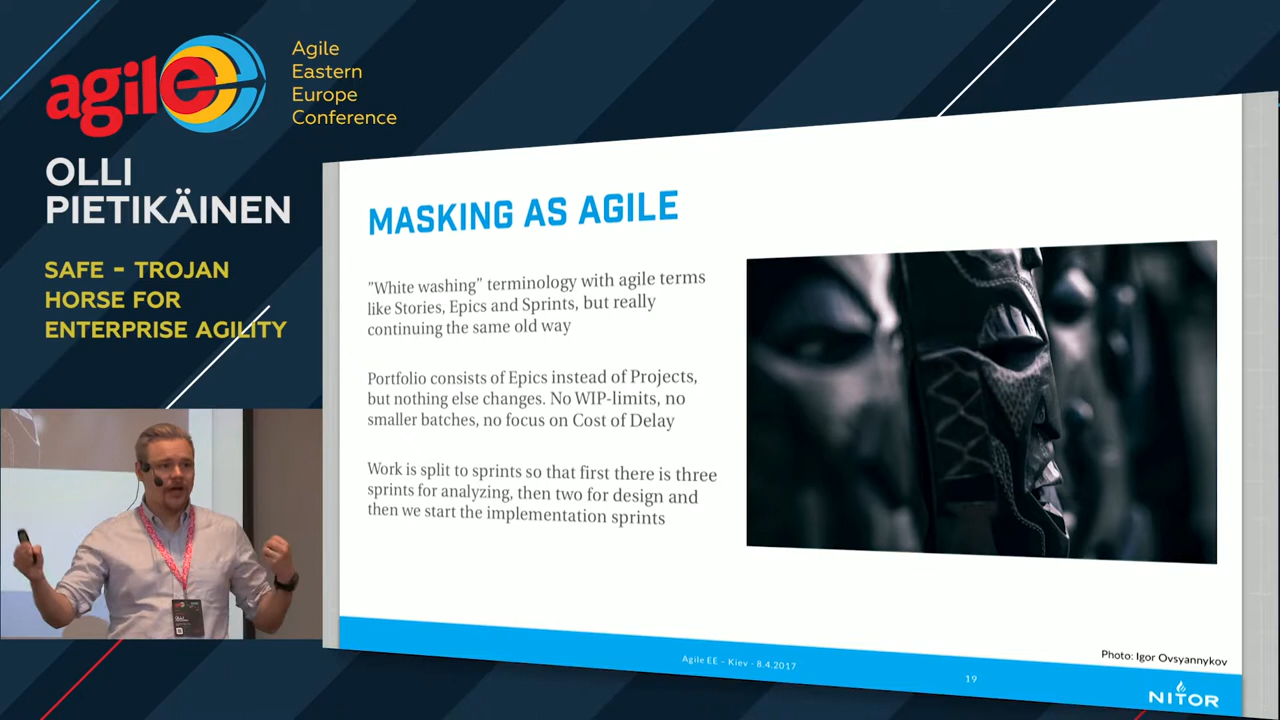 agile
Agile
Eastern
Europe
Conference
OLLI
PIETIKÄINEN
SAFE - TROJAN
HORSE FOR
ENTERPRISE AGILITY
MASKING AS AGILE
"White washing" terminology with agile terms
like Stories, Epics and Sprints, but really
continuing the same old way
Portfolio consists of Epics instead of Projects,
but nothing else changes. No WIP-limits, no
smaller batches, no focus on Cost of Delay
Work is split to sprints so that first there is three
sprints for analyzing, then two for design and
then we start the implementation sprints
Photo: Igor Ovsyannykov
Agile EE - Kiev - 8.4.2017
19
NITOR